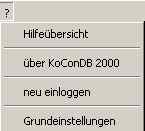 ?
Hilfeübersicht
über KoConDB 2000
neu einloggen
Grundeinstellungen